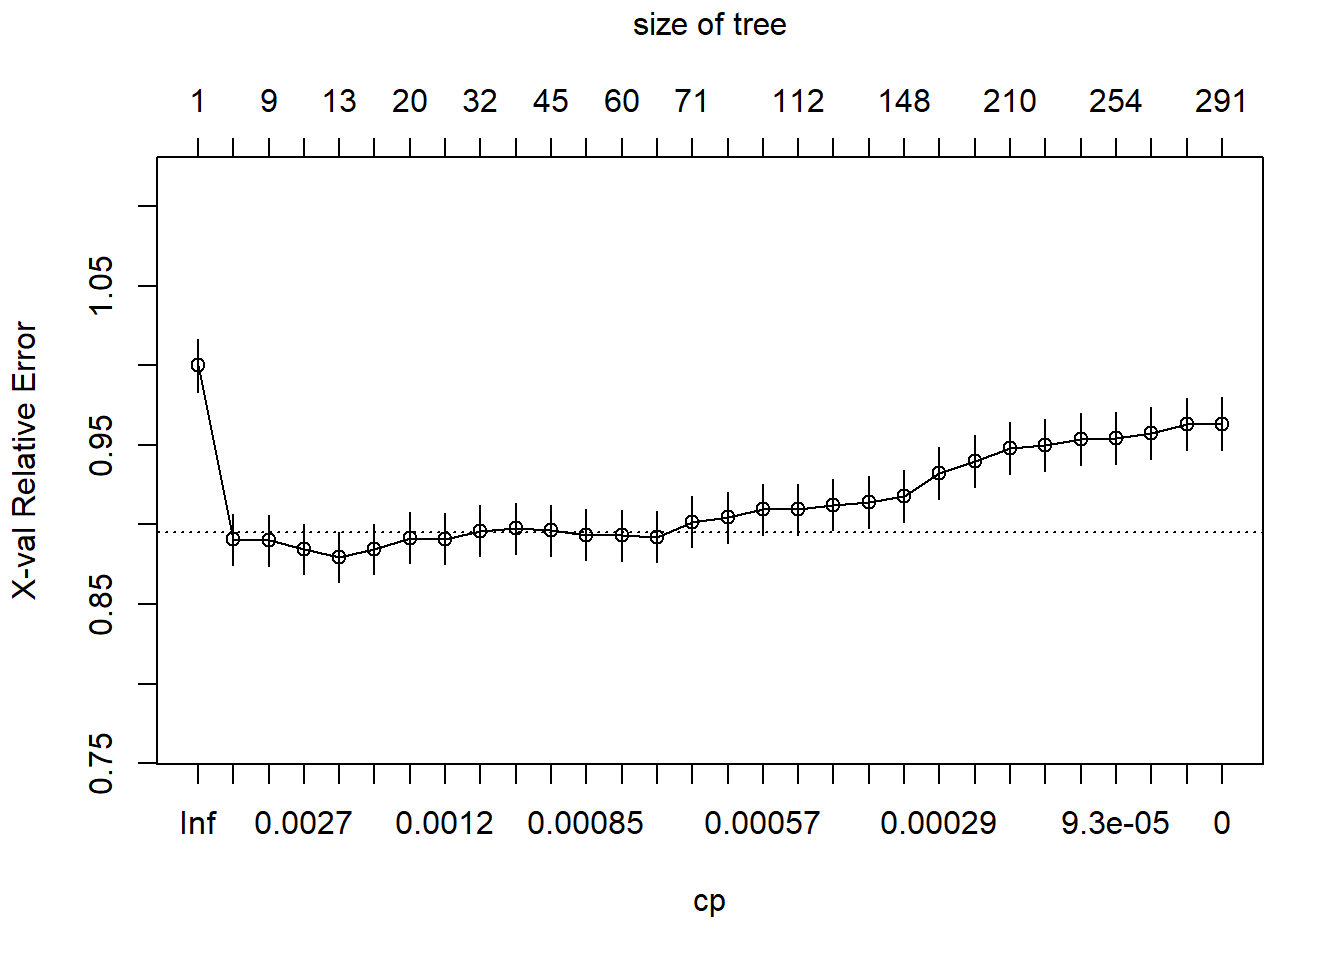 size of tree
1 9 13 20 32 45 60 71 112 148 210 254 291
X-val Relative Error
1.05
0.95
0.85
0.75
Inf 0.0027 0.0012 0.00085 0.00057 0.00029 9.3e-05 0
cp